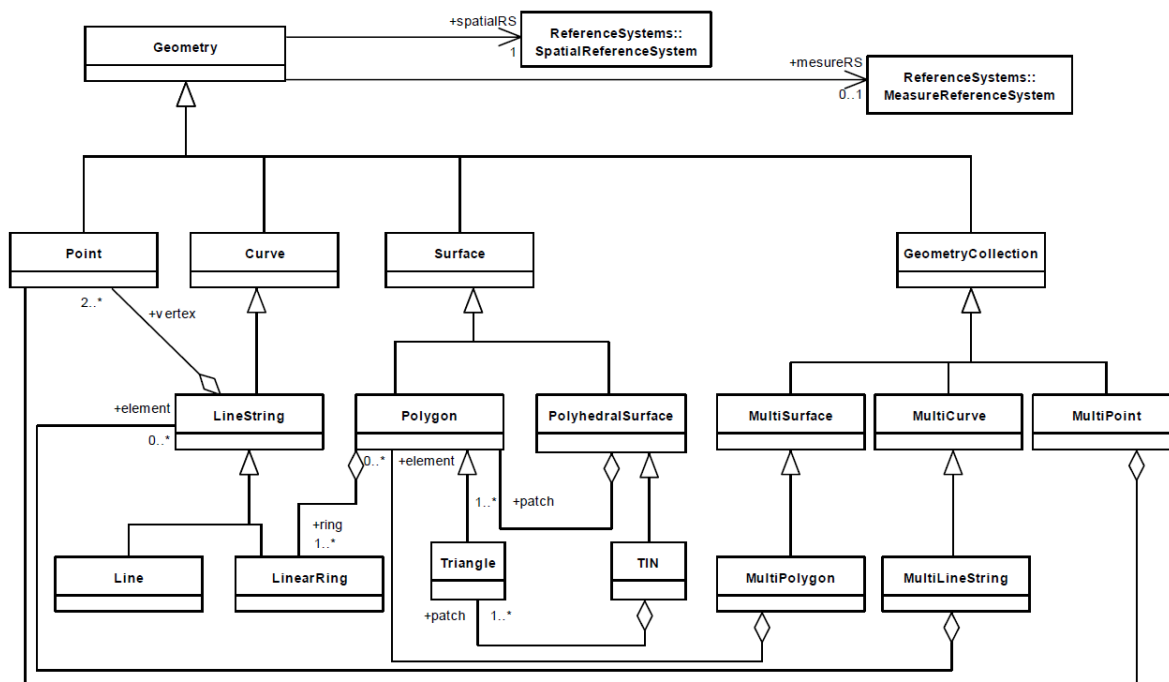 +spatialRS
Geometry
1
ReferenceSystems::
SpatialReferenceSystem
+mesureRS
0..1
ReferenceSystems::
MeasureReferenceSystem
Point
Curve
Surface
GeometryCollection
2..*
+vertex
+element
0..*
LineString
Polygon
PolyhedralSurface
MultiSurface
MultiCurve
MultiPoint
0..*
+element
1..*
+patch
+ring
1..*
Line
LinearRing
Triangle
TIN
MultiPolygon
MultiLineString
+patch
1..*